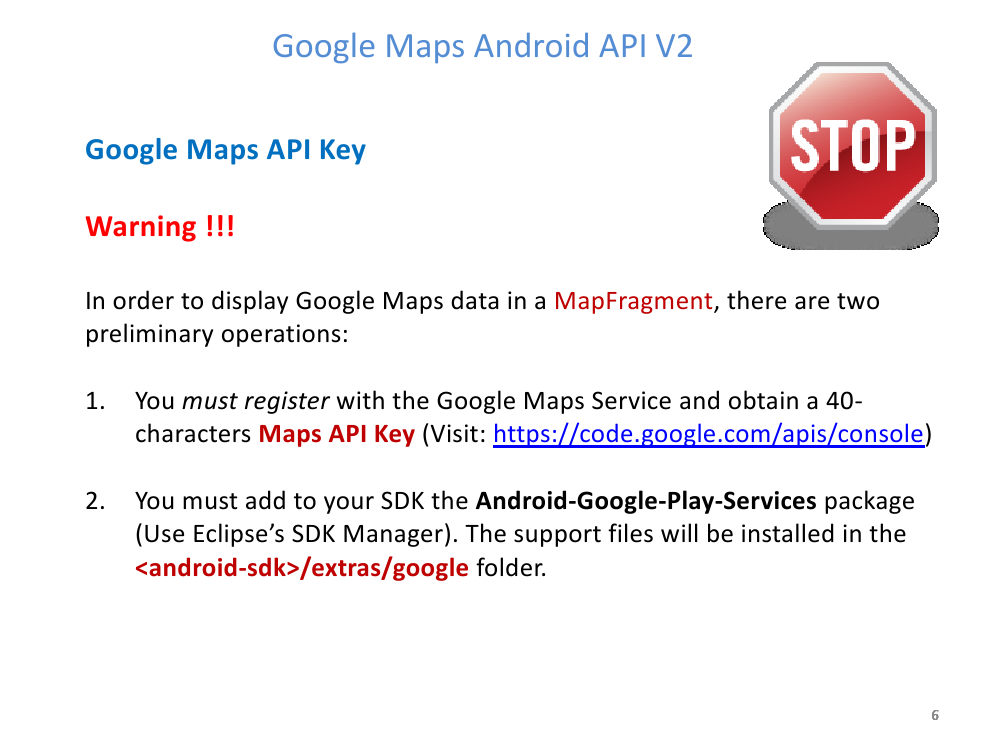 Google Maps Android API V2
STOP
Google Maps API Key
Warning !!!
In order to display Google Maps data in a MapFragment, there are two
preliminary operations:
1. You must register with the Google Maps Service and obtain a 40-
characters Maps API Key (Visit: https://code.google.com/apis/console)
2. You must add to your SDK the Android-Google-Play-Services package
(Use Eclipse’s SDK Manager). The support files will be installed in the
<android-sdk>/extras/google folder.
6